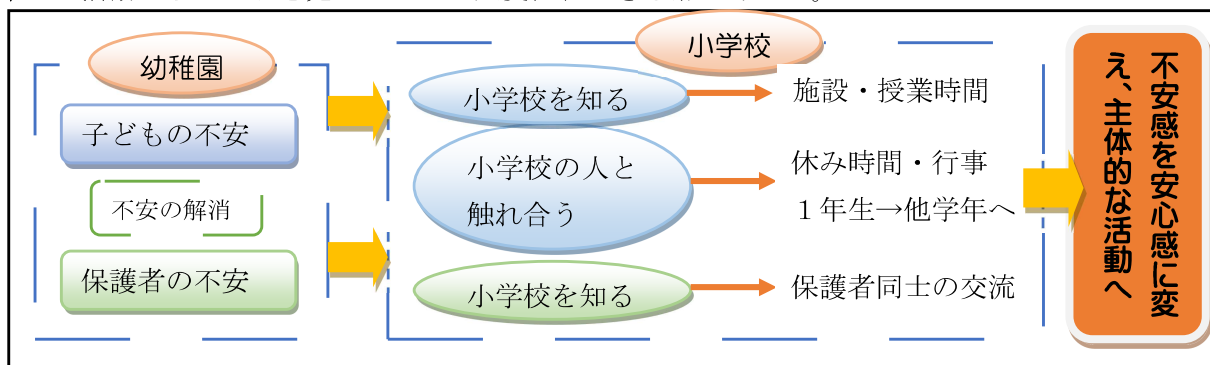 幼稚園
子どもの不安
不安の解消
保護者の不安
小学校
小学校を知る
施設・授業時間
小学校の人と
触れ合う
休み時間・行事
１年生→他学年へ
小学校を知る
保護者同士の交流
不安感を安心感に変
え、主体的な活動へ